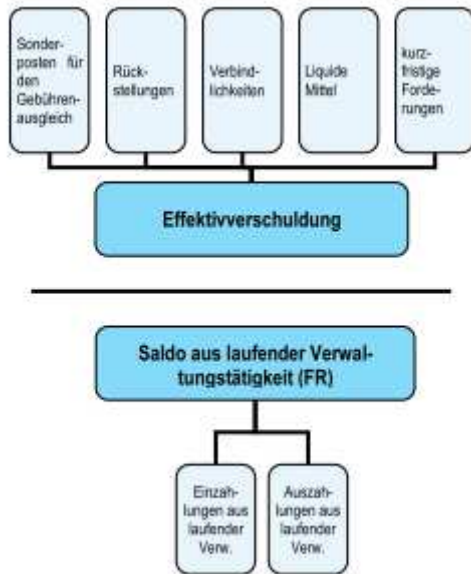 Sonder-
posten für
den
Gebühren-
ausgleich
Rück-
stellungen
Verbind-
lichkeiten
Liquide
Mittel
kurz-
fristige
Forde-
rungen
Effektivverschuldung
Saldo aus laufender Verwal-
tungstätigkeit (FR)
Einzah-
lungen aus
laufender
Verw.
Auszah-
lungen aus
laufender
Verw.